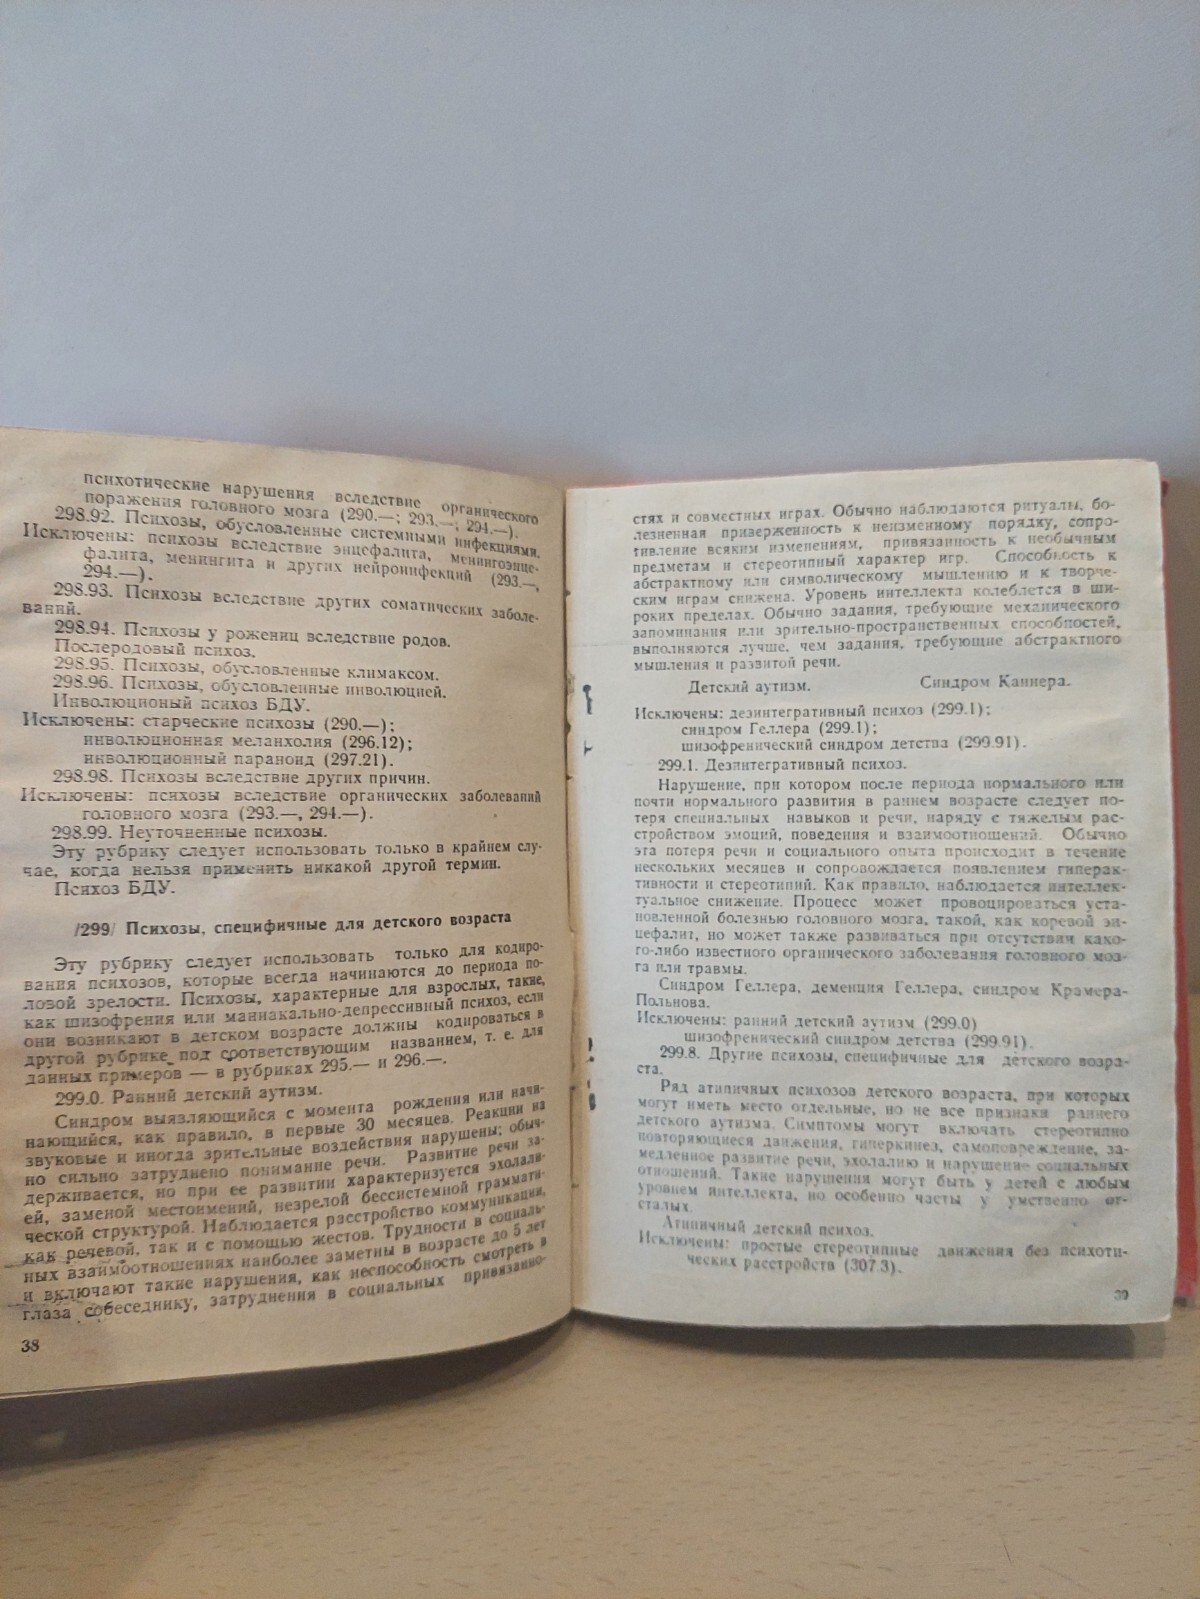 психотические нарушения вследствие органического
поражения головного мозга (290.—; 293.—; 294.—).
298.92. Психозы, обусловленные системными инфекциями.
Исключены: психозы вследствие энцефалита, менингоэнце-
фалита, менингита и других нейроинфекций (293.—,
294.—).
298.93. Психозы вследствие других соматических заболе-
ваний.
298.94. Психозы у рожениц вследствие родов.
Послеродовый психоз.
298.95. Психозы, обусловленные климаксом.
298.96. Психозы, обусловленные инволюцией.
Инволюционый психоз БДУ.
Исключены: старческие психозы (290.—);
инволюционная меланхолия (296.12);
инволюционный параноид (297.21).
298.98. Психозы вследствие других причин.
Исключены: психозы вследствие органических заболеваний
головного мозга (293.—, 294.—).
298.99. Неуточненные психозы.
Эту рубрику следует использовать только в крайнем слу-
чае, когда нельзя применить никакой другой термин.
Психоз БДУ.
/299/ Психозы, специфичные для детского возраста
Эту рубрику следует использовать только для кодиро-
вания психозов, которые всегда начинаются до периода по-
ловой зрелости. Психозы, характерные для взрослых, такие,
как шизофрения или маниакально-депрессивный психоз, если
они возникают в детском возрасте должны кодироваться в
другой рубрике под соответствующим названием, т. е. для
данных примеров — в рубриках 295.— и 296.—.
299.0. Ранний детский аутизм.
Синдром выязляющийся с момента рождения или начи-
нающийся, как правило, в первые 30 месяцев. Реакции на
звуковые и иногда зрительные воздействия нарушены; обыч-
но сильно затруднено понимание речи. Развитие речи за-
держивается, но при ее развитии характеризуется эхолали-
ей, заменой местоимений, незрелой бессистемной граммати-
ческой структурой. Наблюдается расстройство коммуникации,
как речевой, так и с помощью жестов. Трудности в социаль-
ных взаимоотношениях наиболее заметны в возрасте до 5 лет
и включают такие нарушения, как неспособность смотреть в
глаза собеседнику, затруднения в социальных привязанно-
38
стях и совместных играх. Обычно наблюдаются ритуалы, бо-
лезненная приверженность к неизменному порядку, сопро-
тивление всяким изменениям, привязанность к необычным
предметам и стереотипный характер игр. Способность к
абстрактному или символическому мышлению и к творче-
ским играм снижена. Уровень интеллекта колеблется в ши-
роких пределах. Обычно задания, требующие механического
запоминания или зрительно-пространственных способностей,
выполняются лучше, чем задания, требующие абстрактного
мышления и развитой речи.
Детский аутизм. Синдром Каннера.
Исключены: дезинтегративный психоз (299.1);
синдром Геллера (299.1);
шизофренический синдром детства (299.91).
299.1. Дезинтегративный психоз.
Нарушение, при котором после периода нормального или
почти нормального развития в раннем возрасте следует по-
теря специальных навыков и речи, наряду с тяжелым рас-
стройством эмоций, поведения и взаимоотношений. Обычно
эта потеря речи и социального опыта происходит в течение
нескольких месяцев и сопровождается появлением гиперак-
тивности и стереотипий. Как правило, наблюдается интеллек-
туальное снижение. Процесс может провоцироваться уста-
новленной болезнью головного мозга, такой, как коревой эн-
цефалит, но может также развиваться при отсутствии како-
го-либо известного органического заболевания головного моз-
га или травмы.
Синдром Геллера, деменция Геллера, синдром Крамера-
Польнова.
Исключены: ранний детский аутизм (299.0)
шизофренический синдром детства (299.91).
299.8. Другие психозы, специфичные для детского возра-
ста.
Ряд атипичных психозов детского возраста, при которых
могут иметь место отдельные, но не все признаки раннего
детского аутизма. Симптомы могут включать стереотипно
повторяющиеся движения, гиперкинез, самоповреждение, за-
медленное развитие речи, эхолалию и нарушение социальных
отношений. Такие нарушения могут быть у детей с любым
уровнем интеллекта, но особенно часты у умственно от-
сталых.
Атипичный детский психоз.
Исключены: простые стереотипные движения без психоти-
ческих расстройств (307.3).
39